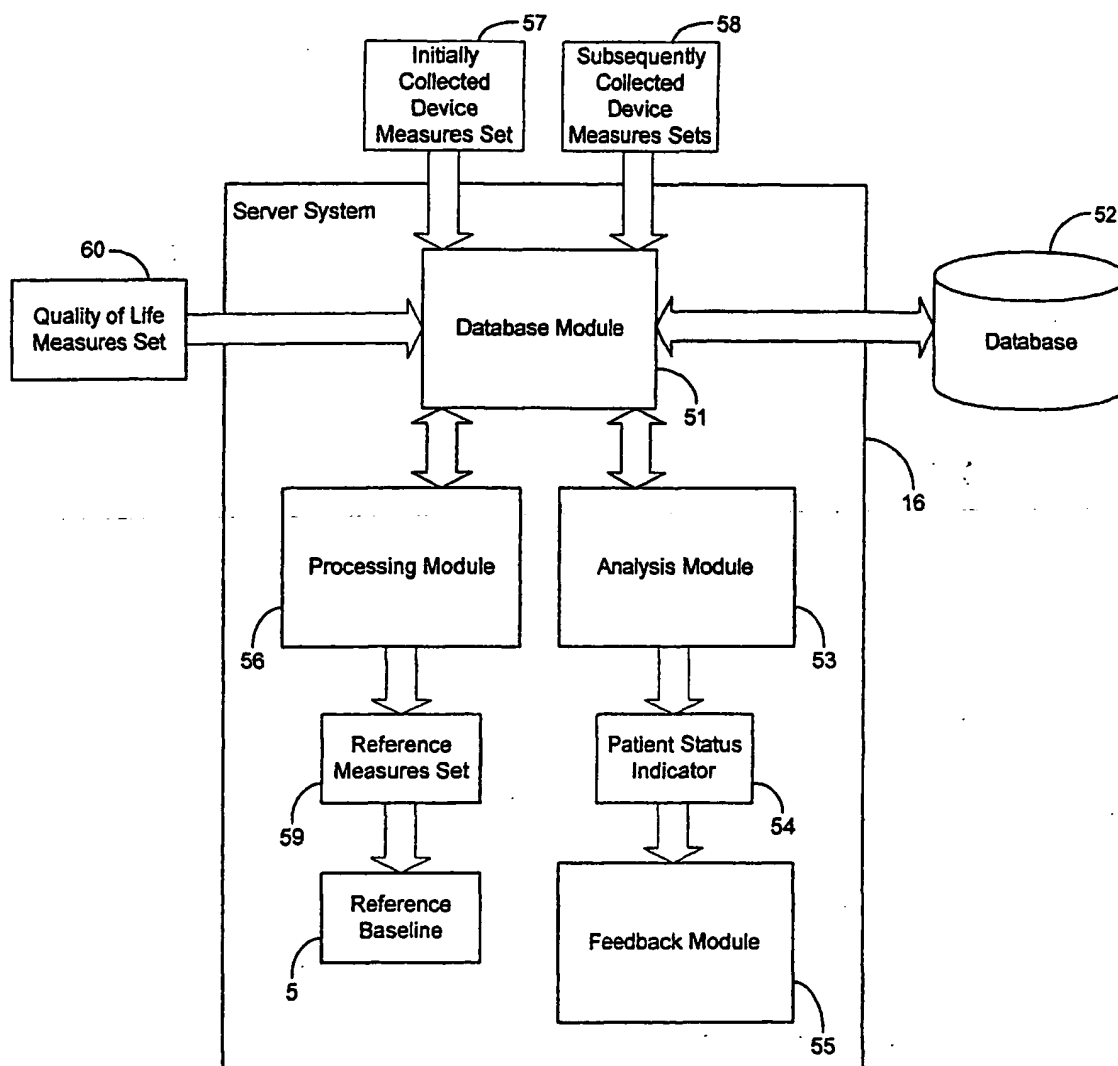 57
58
Initially
Collected
Device
Measures Set
Subsequently
Collected
Device
Measures Sets
Server System
60
52
Quality of Life
Measures Set
Database Module
Database
51
16
Processing Module
Analysis Module
56
53
Reference
Measures Set
Patient Status
Indicator
59
54
Reference
Baseline
Feedback Module
5
55